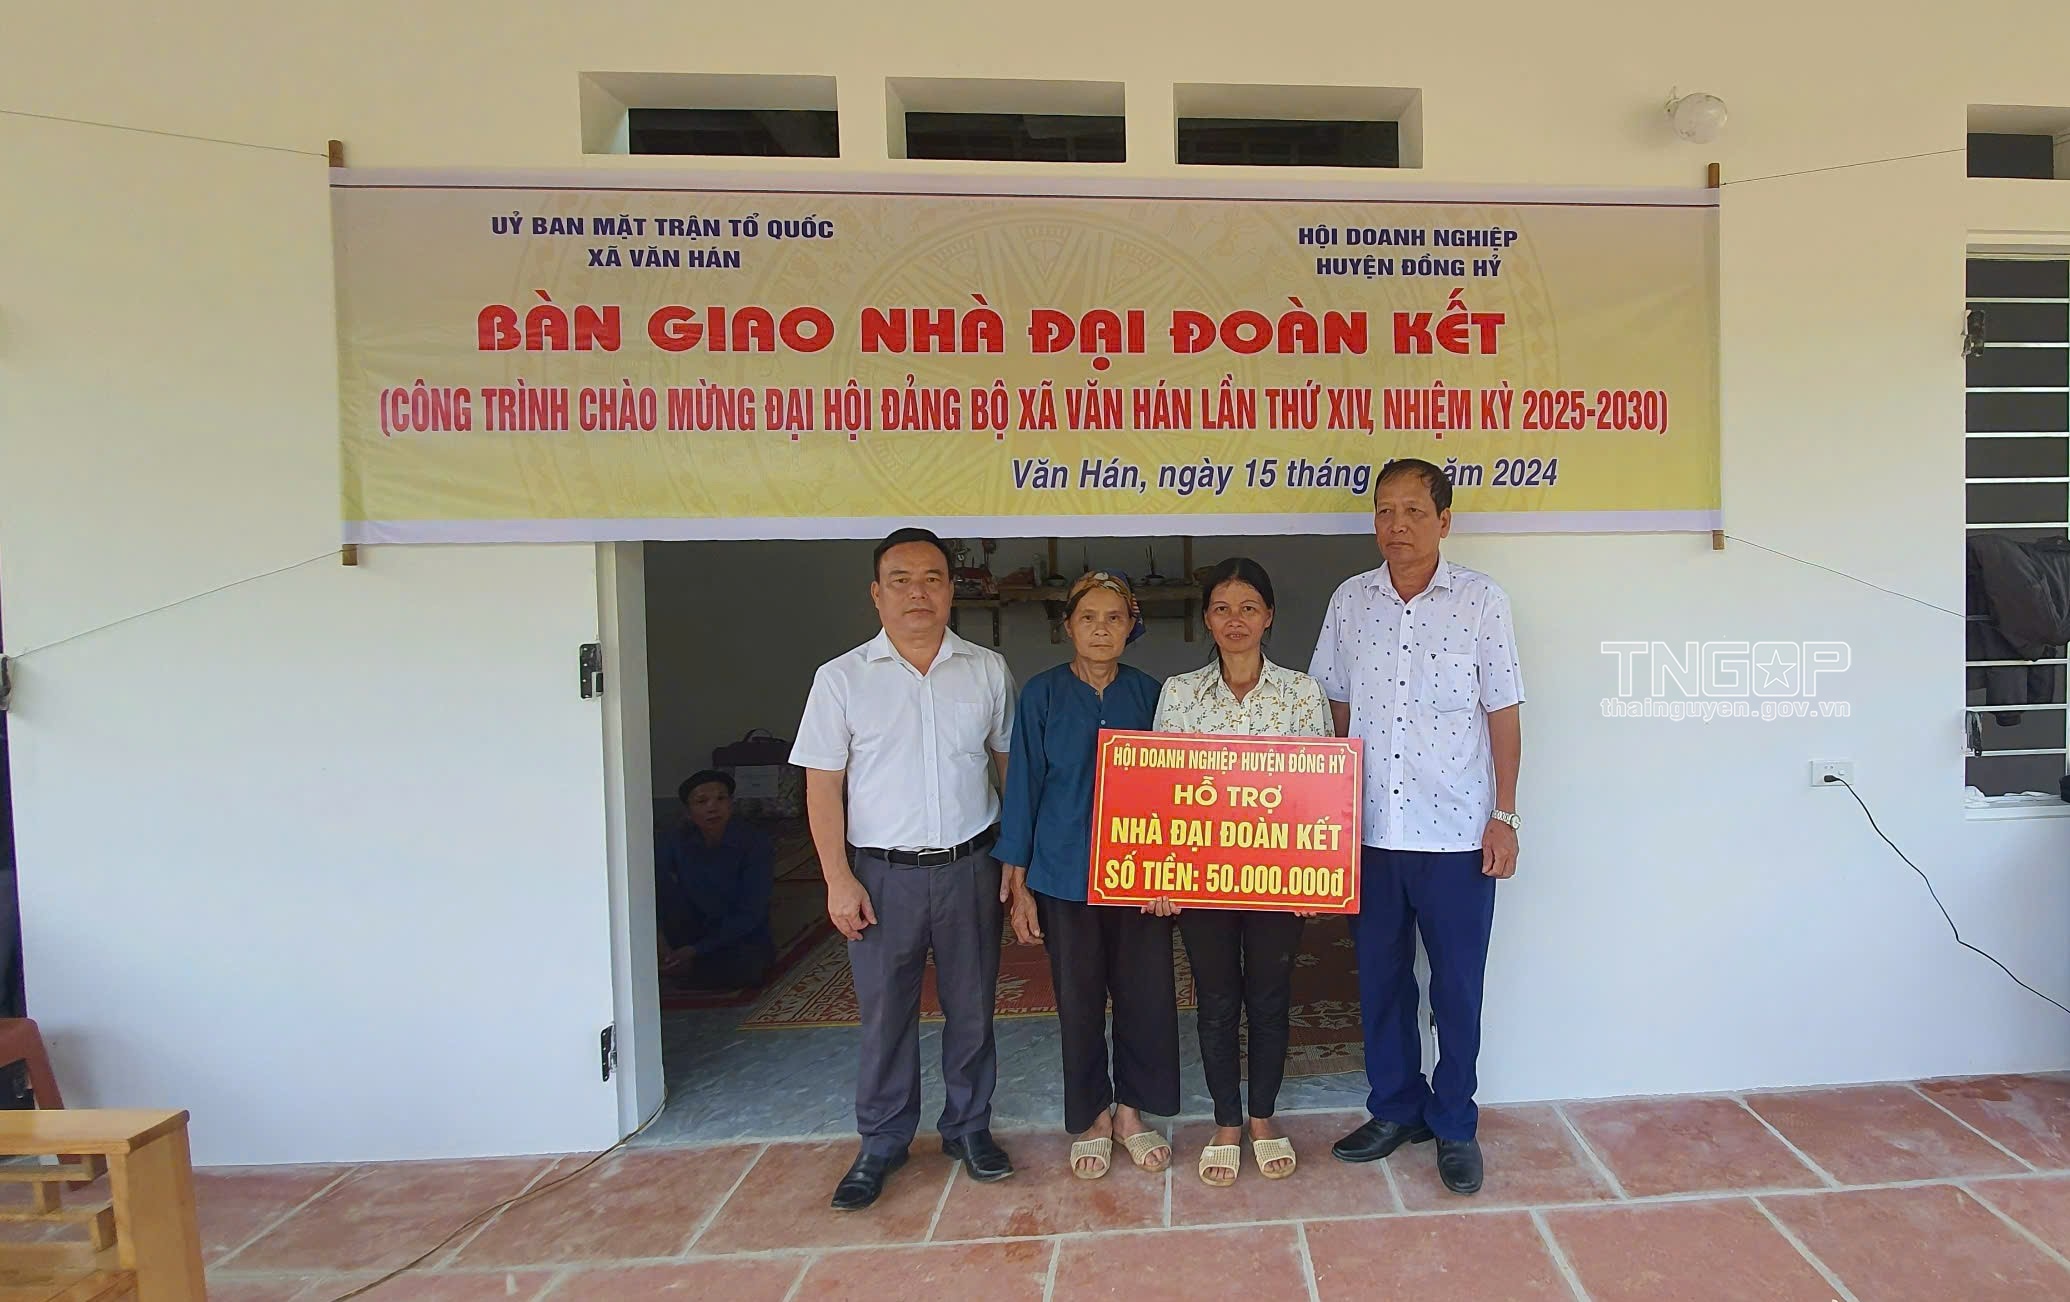 UỶ BAN MẶT TRẬN TỔ QUỐC
XÃ VĂN HÁN
HỘI DOANH NGHIỆP
HUYỆN ĐỒNG HỶ
BÀN GIAO NHÀ ĐẠI ĐOÀN KẾT
(CÔNG TRÌNH CHÀO MỪNG ĐẠI HỘI ĐẢNG BỘ XÃ VĂN HÁN LẦN THỨ XIV, NHIỆM KỲ 2025-2030)
Văn Hán, ngày 15 tháng năm 2024
TNGOP
thainguyen.gov.vn
HỘI DOANH NGHIỆP HUYỆN ĐỒNG HỶ
HỖ TRỢ
NHÀ ĐẠI ĐOÀN KẾT
SỐ TIỀN: 50.000.000đ